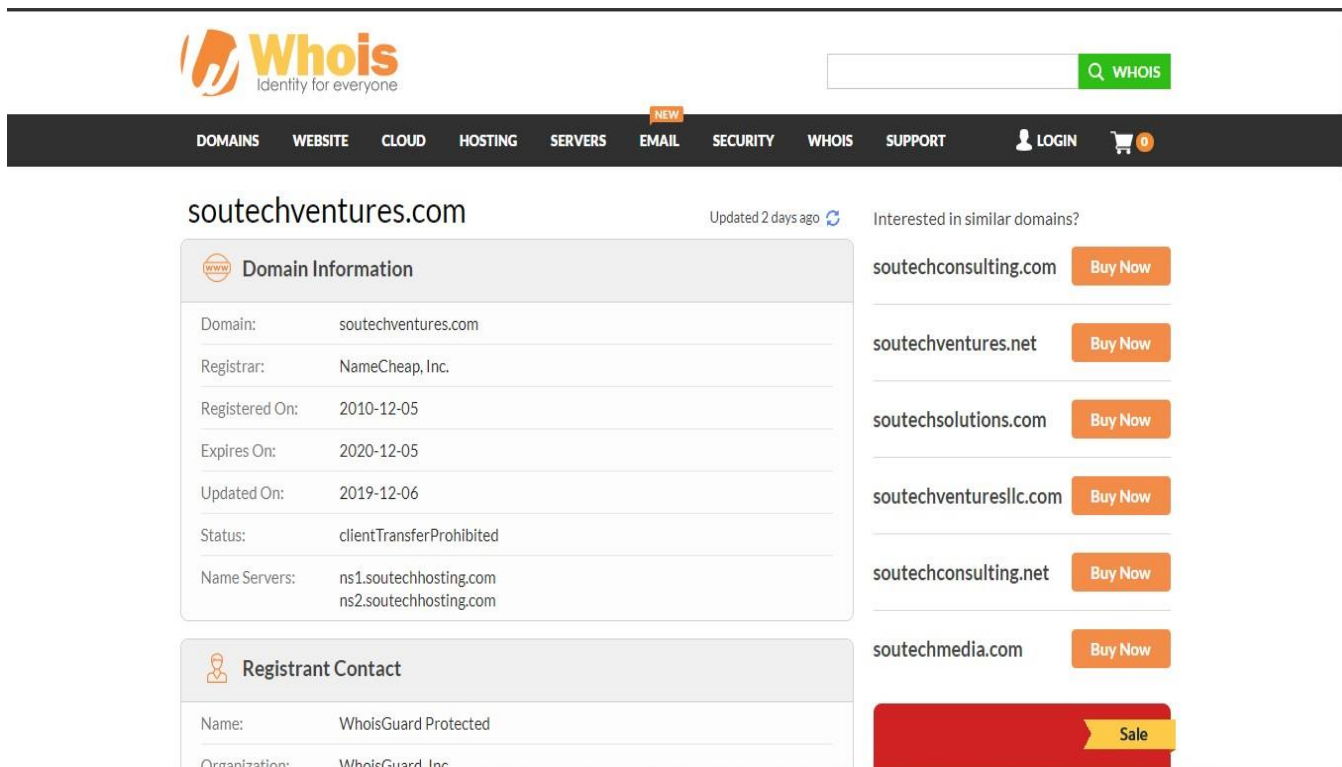 Whois
Identity for everyone
WHOIS
NEW
DOMAINS WEBSITE CLOUD HOSTING SERVERS EMAIL SECURITY WHOIS SUPPORT LOGIN 0
soutechventures.com
Updated 2 days ago
www Domain Information
Domain: soutechventures.com
Registrar: NameCheap, Inc.
Registered On: 2010-12-05
Expires On: 2020-12-05
Updated On: 2019-12-06
Status: clientTransferProhibited
Name Servers: ns1.soutechhosting.com
ns2.soutechhosting.com
Registrant Contact
Name: WhoisGuard Protected
Organization: WhoisGuard, Inc.
Interested in similar domains?
soutechconsulting.com Buy Now
soutechventures.net Buy Now
soutechsolutions.com Buy Now
soutechventuresllc.com Buy Now
soutechconsulting.net Buy Now
soutechmedia.com Buy Now
Sale